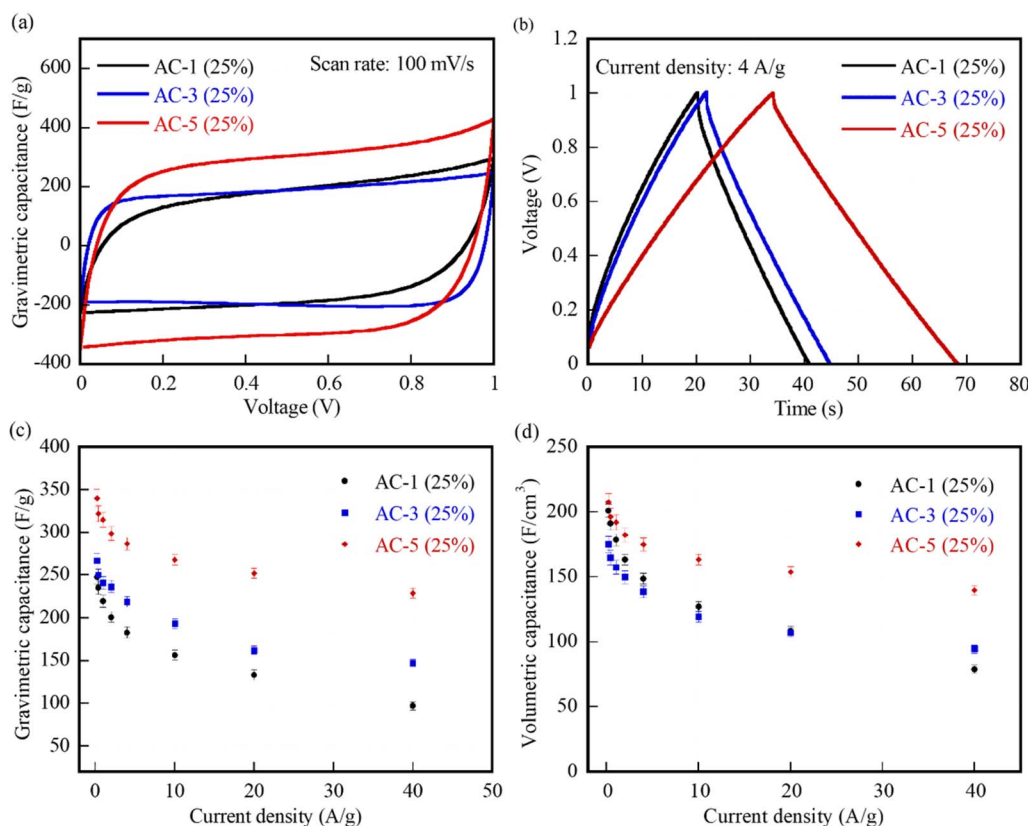 (a)
Gravimetric capacitance (F/g)
600
400
200
0
-200
-400
AC-1 (25%)
AC-3 (25%)
AC-5 (25%)
Scan rate: 100 mV/s
0
0.2
0.4
0.6
0.8
1
Voltage (V)
(b)
Voltage (V)
1.2
1
0.8
0.6
0.4
0.2
0
Current density: 4 A/g
AC-1 (25%)
AC-3 (25%)
AC-5 (25%)
0
10
20
30
40
50
60
70
80
Time (s)
(c)
Gravimetric capacitance (F/g)
400
350
300
250
200
150
100
50
AC-1 (25%)
AC-3 (25%)
AC-5 (25%)
0
10
20
30
40
50
Current density (A/g)
(d)
Volumetric capacitance (F/cm³)
250
200
150
100
50
0
AC-1 (25%)
AC-3 (25%)
AC-5 (25%)
0
10
20
30
40
Current density (A/g)